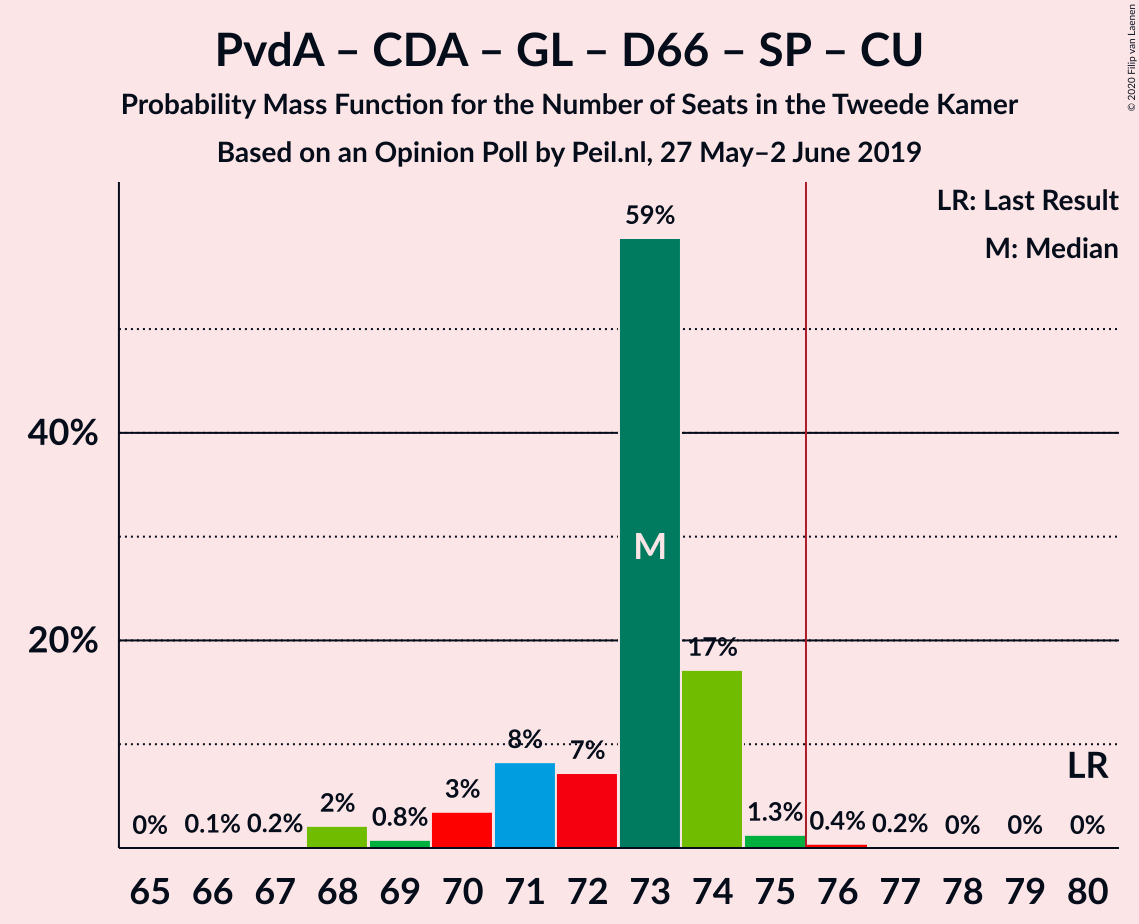 PvdA – CDA – GL – D66 – SP – CU
Probability Mass Function for the Number of Seats in the Tweede Kamer
Based on an Opinion Poll by Peil.nl, 27 May–2 June 2019
© 2020 Filip van Laenen
LR: Last Result
M: Median
40%
20%
0% 0.1% 0.2% 2% 0.8% 3% 8% 7% 59% 17% 1.3% 0.4% 0.2% 0% 0% 0%
M
LR
65 66 67 68 69 70 71 72 73 74 75 76 77 78 79 80